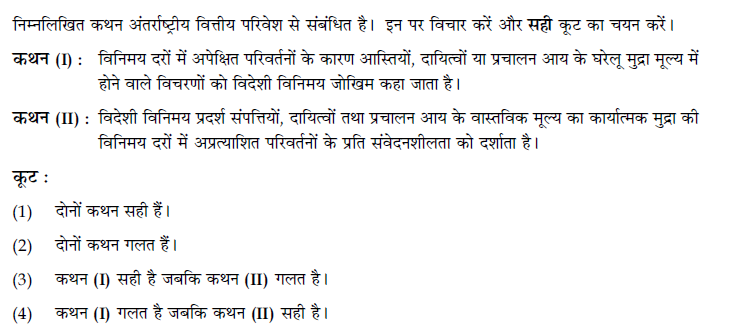 निम्नलिखित कथन अंतर्राष्ट्रीय वित्तीय परिवेश से संबंधित है। इन पर विचार करें और सही कूट का चयन करें।
कथन (I) : विनिमय दरों में अपेक्षित परिवर्तनों के कारण आस्तियों, दायित्वों या प्रचालन आय के घरेलू मुद्रा मूल्य में
होने वाले विचरणों को विदेशी विनिमय जोखिम कहा जाता है।
कथन (II) : विदेशी विनिमय प्रदर्श संपत्तियों, दायित्वों तथा प्रचालन आय के वास्तविक मूल्य का कार्यात्मक मुद्रा की
विनिमय दरों में अप्रत्याशित परिवर्तनों के प्रति संवेदनशीलता को दर्शाता है।
कूट :
(1) दोनों कथन सही हैं।
(2) दोनों कथन गलत हैं।
(3) कथन (I) सही है जबकि कथन (II) गलत है।
(4) कथन (I) गलत है जबकि कथन (II) सही है।